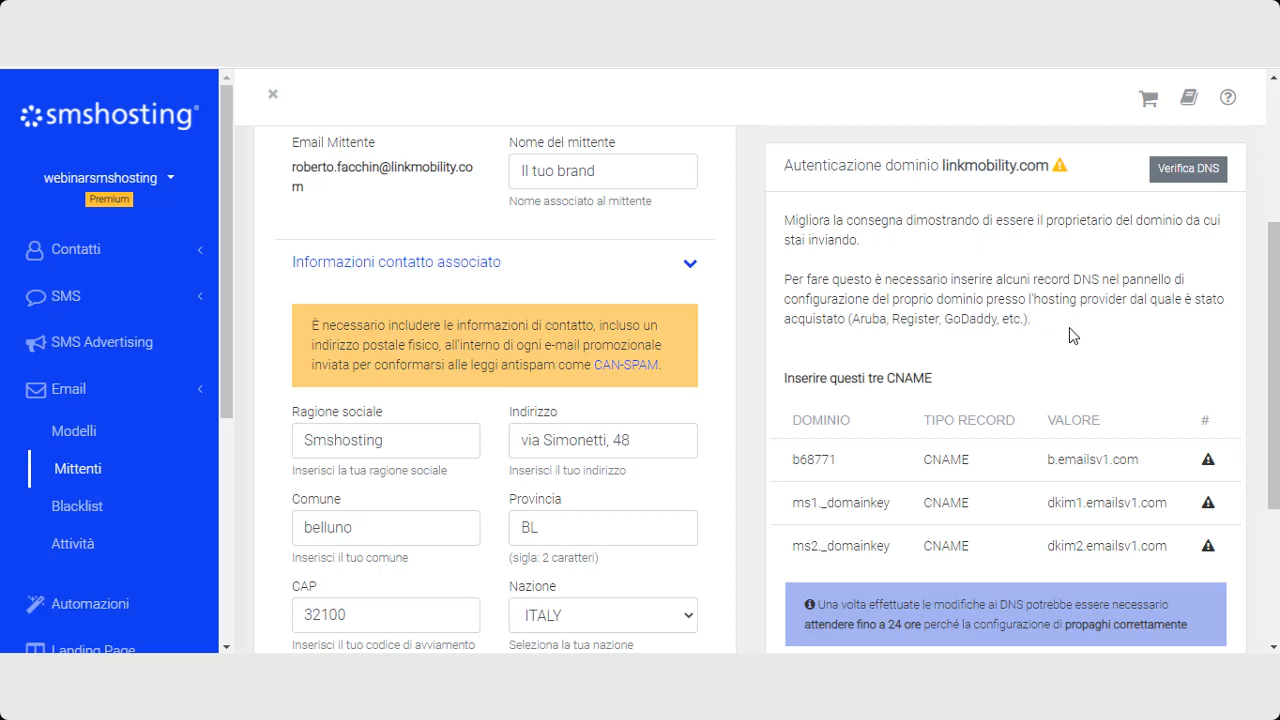 smshosting®
webinarsmshosting
Premium
Contatti
SMS
SMS Advertising
Email
Modelli
Mittenti
Blacklist
Attività
Automazioni
Landing Page
Email Mittente
roberto.facchin@linkmobility.co
m
Nome del mittente
Il tuo brand
Nome associato al mittente
Informazioni contatto associato
È necessario includere le informazioni di contatto, incluso un
indirizzo postale fisico, all'interno di ogni e-mail promozionale
inviata per conformarsi alle leggi antispam come CAN-SPAM.
Ragione sociale
Smshosting
Inserisci la tua ragione sociale
Indirizzo
via Simonetti, 48
Inserisci il tuo indirizzo
Comune
belluno
Inserisci il tuo comune
Provincia
BL
(sigla: 2 caratteri)
CAP
32100
Inserisci il tuo codice di avviamento
Nazione
ITALY
Seleziona la tua nazione
Autenticazione dominio linkmobility.com
Verifica DNS
Migliora la consegna dimostrando di essere il proprietario del dominio da cui
stai inviando.
Per fare questo è necessario inserire alcuni record DNS nel pannello di
configurazione del proprio dominio presso l'hosting provider dal quale è stato
acquistato (Aruba, Register, GoDaddy, etc.).
Inserire questi tre CNAME
DOMINIO TIPO RECORD VALORE #
b68771 CNAME b.emailsv1.com
ms1._domainkey CNAME dkim1.emailsv1.com
ms2._domainkey CNAME dkim2.emailsv1.com
Una volta effettuate le modifiche ai DNS potrebbe essere necessario
attendere fino a 24 ore perché la configurazione di propaghi correttamente